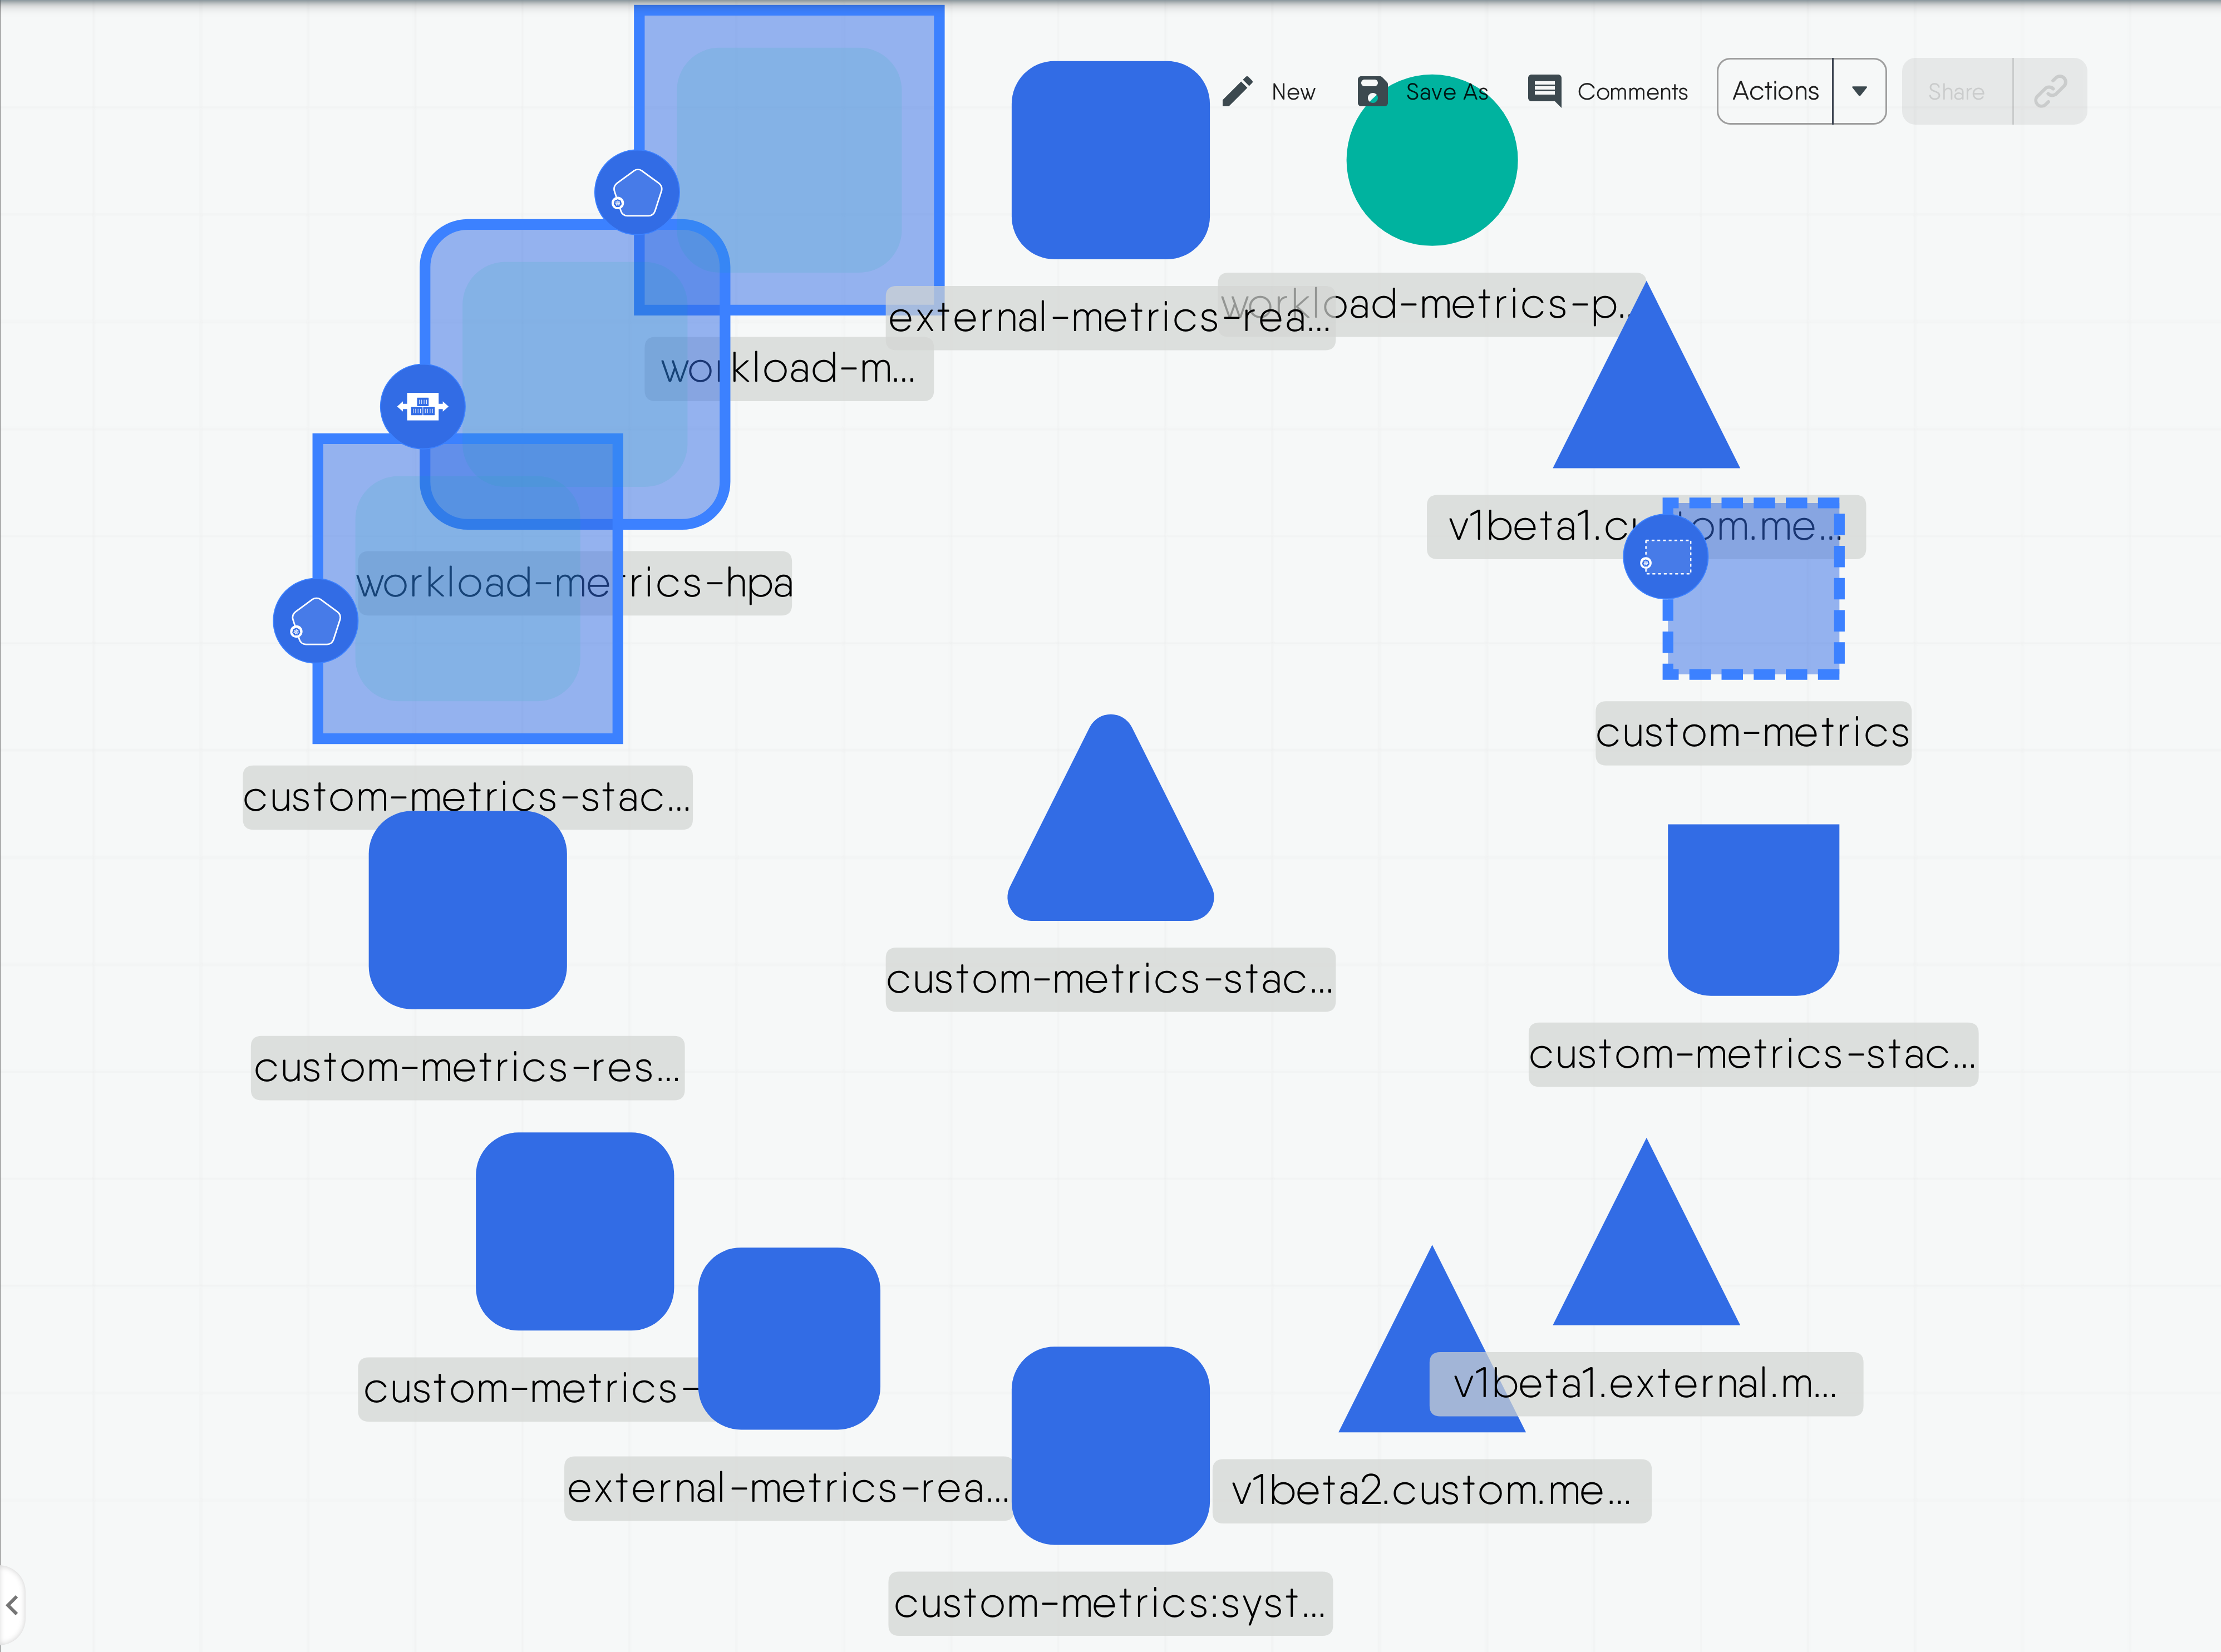 New
Save As
Comments
Actions
Share
workload-metrics-p...
external-metrics-rea...
workload-m...
v1beta1.custom.me...
workload-metrics-hpa
custom-metrics
custom-metrics-stac...
custom-metrics-stac...
custom-metrics-stac...
custom-metrics-res...
v1beta1.external.m...
custom-metrics-
external-metrics-rea...
v1beta2.custom.me...
custom-metrics:syst...